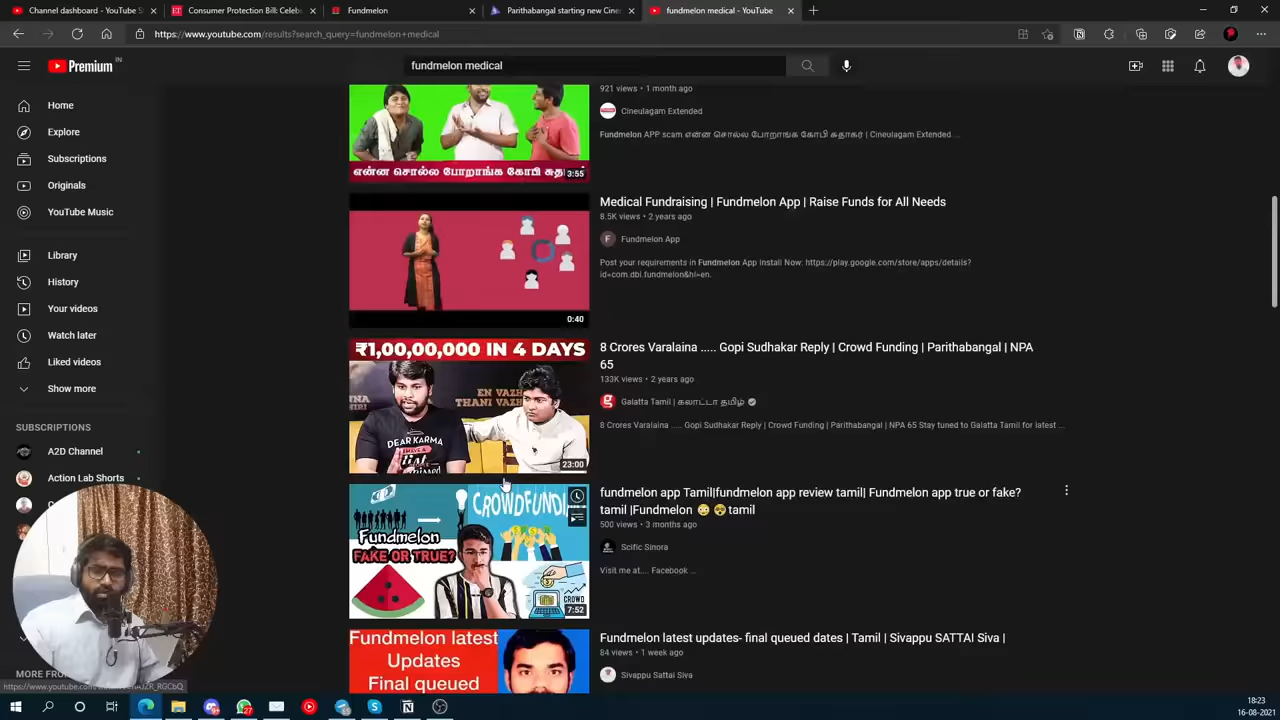 Channel dashboard - YouTube S
Consumer Protection Bill: Celeb
Fundmelon
Parithabangal starting new Cine
fundmelon medical - YouTube
https://www.youtube.com/results?search_query=fundmelon+medical
Premium
IN
fundmelon medical
Home
Explore
Subscriptions
Originals
YouTube Music
Library
History
Your videos
Watch later
Liked videos
Show more
SUBSCRIPTIONS
A2D Channel
Action Lab Shorts
MORE FRO
921 views • 1 month ago
Cineulagam Extended
Fundmelon APP scam என்ன சொல்ல போறாங்க கோபி சுதாகர் | Cineulagam Extended ...
என்ன சொல்ல போறாங்க கோபி சுத
3:55
Medical Fundraising | Fundmelon App | Raise Funds for All Needs
8.5K views • 2 years ago
F
Fundmelon App
Post your requirements in Fundmelon App Install Now: https://play.google.com/store/apps/details?
id=com.dbi.fundmelon&hl=en.
0:40
₹1,00,00,000 IN 4 DAYS
EN VAZH
THANI VAZH
DEAR KARMA
I HAVE A
list
23:00
8 Crores Varalaina ..... Gopi Sudhakar Reply | Crowd Funding | Parithabangal | NPA
65
133K views • 2 years ago
Galatta Tamil | கலாட்டா தமிழ்
8 Crores Varalaina ..... Gopi Sudhakar Reply | Crowd Funding | Parithabangal | NPA 65 Stay tuned to Galatta Tamil for latest ...
CROWDFUNDI
Fundmelon
FAKE OR TRUE?
CROWD
7:52
fundmelon app Tamil|fundmelon app review tamil| Fundmelon app true or fake?
tamil |Fundmelon 😳 😲 tamil
500 views • 3 months ago
Scific Sinora
Visit me at.... Facebook ...
Fundmelon latest
Updates
Final queued
Fundmelon latest updates- final queued dates | Tamil | Sivappu SATTAI Siva |
84 views • 1 week ago
Sivappu Sattai Siva
18:23
16-08-2021